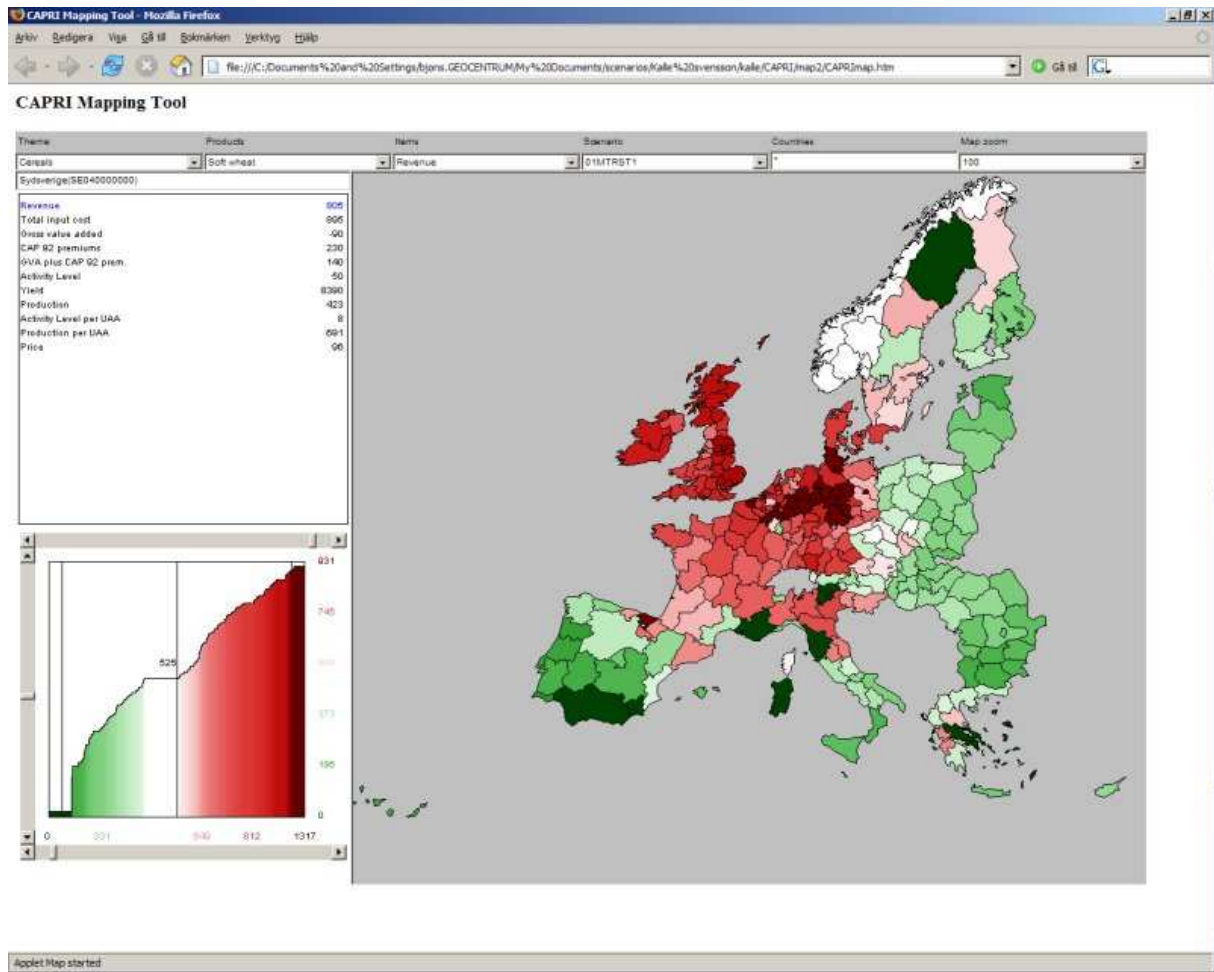 CAPRI Mapping Tool - Mozilla Firefox
Arkiv Redigera Visa Gå till Bokmärken Verktyg Hjälp
file:///C:/Documents%20and%20Settings/bjons.GEOCENTRUM/My%20Documents/scenarios/Kalle%20svensson/kalle/CAPRI/map2/CAPRImap.htm Gå till G
CAPRI Mapping Tool
Theme Products Items Scenario Countries Map zoom
Cereals Soft wheat Revenue 01MTRST1 * 100
Sydsverige(SE040000000)
Revenue 805
Total input cost 895
Gross value added -90
CAP 92 premiums 230
GVA plus CAP 92 prem. 140
Activity Level 50
Yield 8390
Production 423
Activity Level per UAA 8
Production per UAA 691
Price 96
931
745
525
195
0
0 331 812 1317
Applet Map started